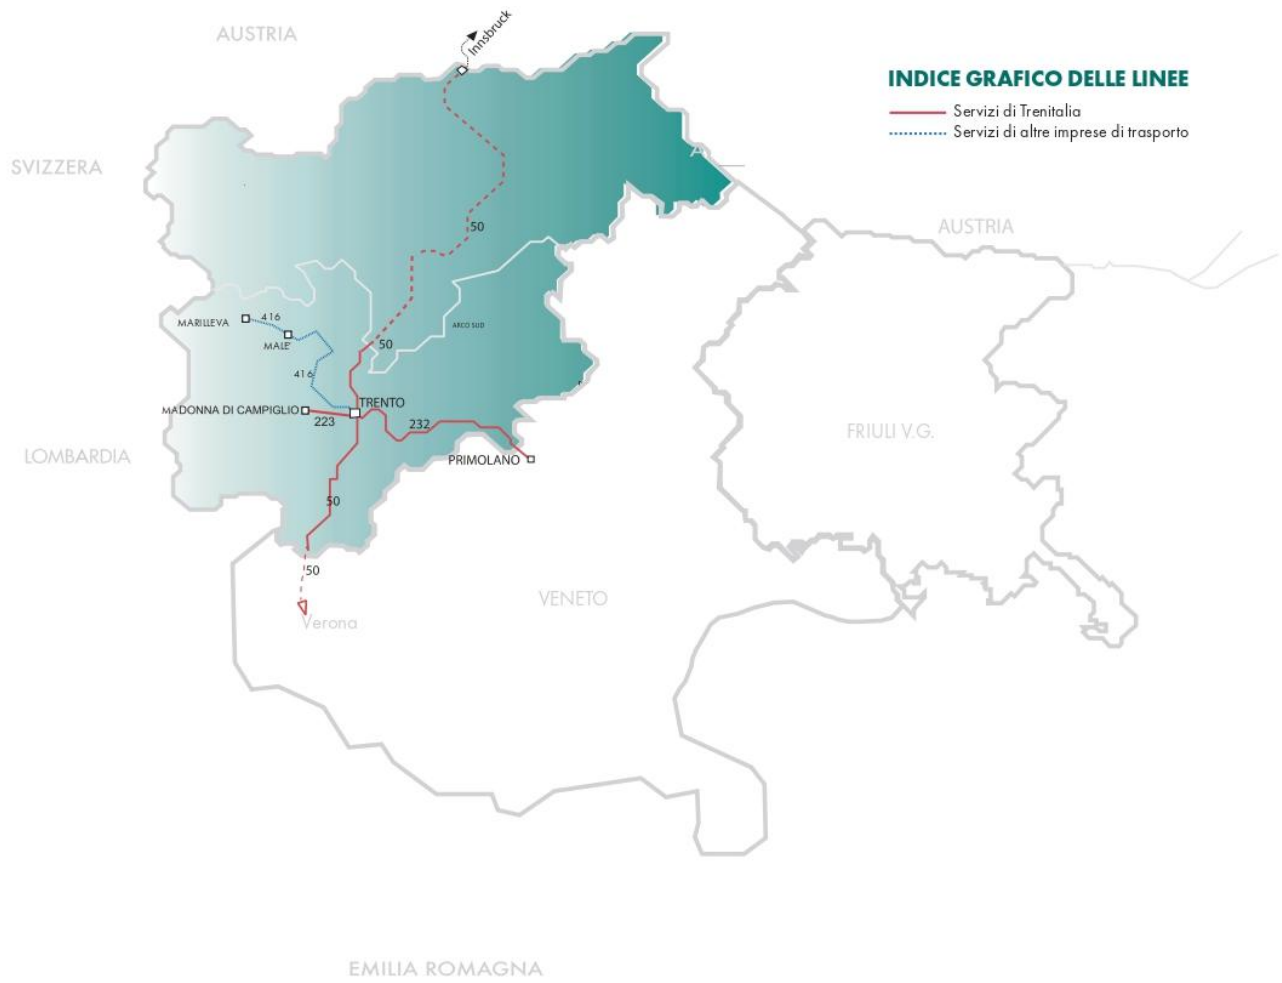 AUSTRIA
Innsbruck
INDICE GRAFICO DELLE LINEE
Servizi di Trenitalia
Servizi di altre imprese di trasporto
A
SVIZZERA
50
AUSTRIA
MARILLEVA
416
MALE'
ARCO SUD
50
416
MADONNA DI CAMPIGLIO
TRENTO
223
232
FRIULI V.G.
LOMBARDIA
PRIMOLANO
50
50
VENETO
Verona
EMILIA ROMAGNA